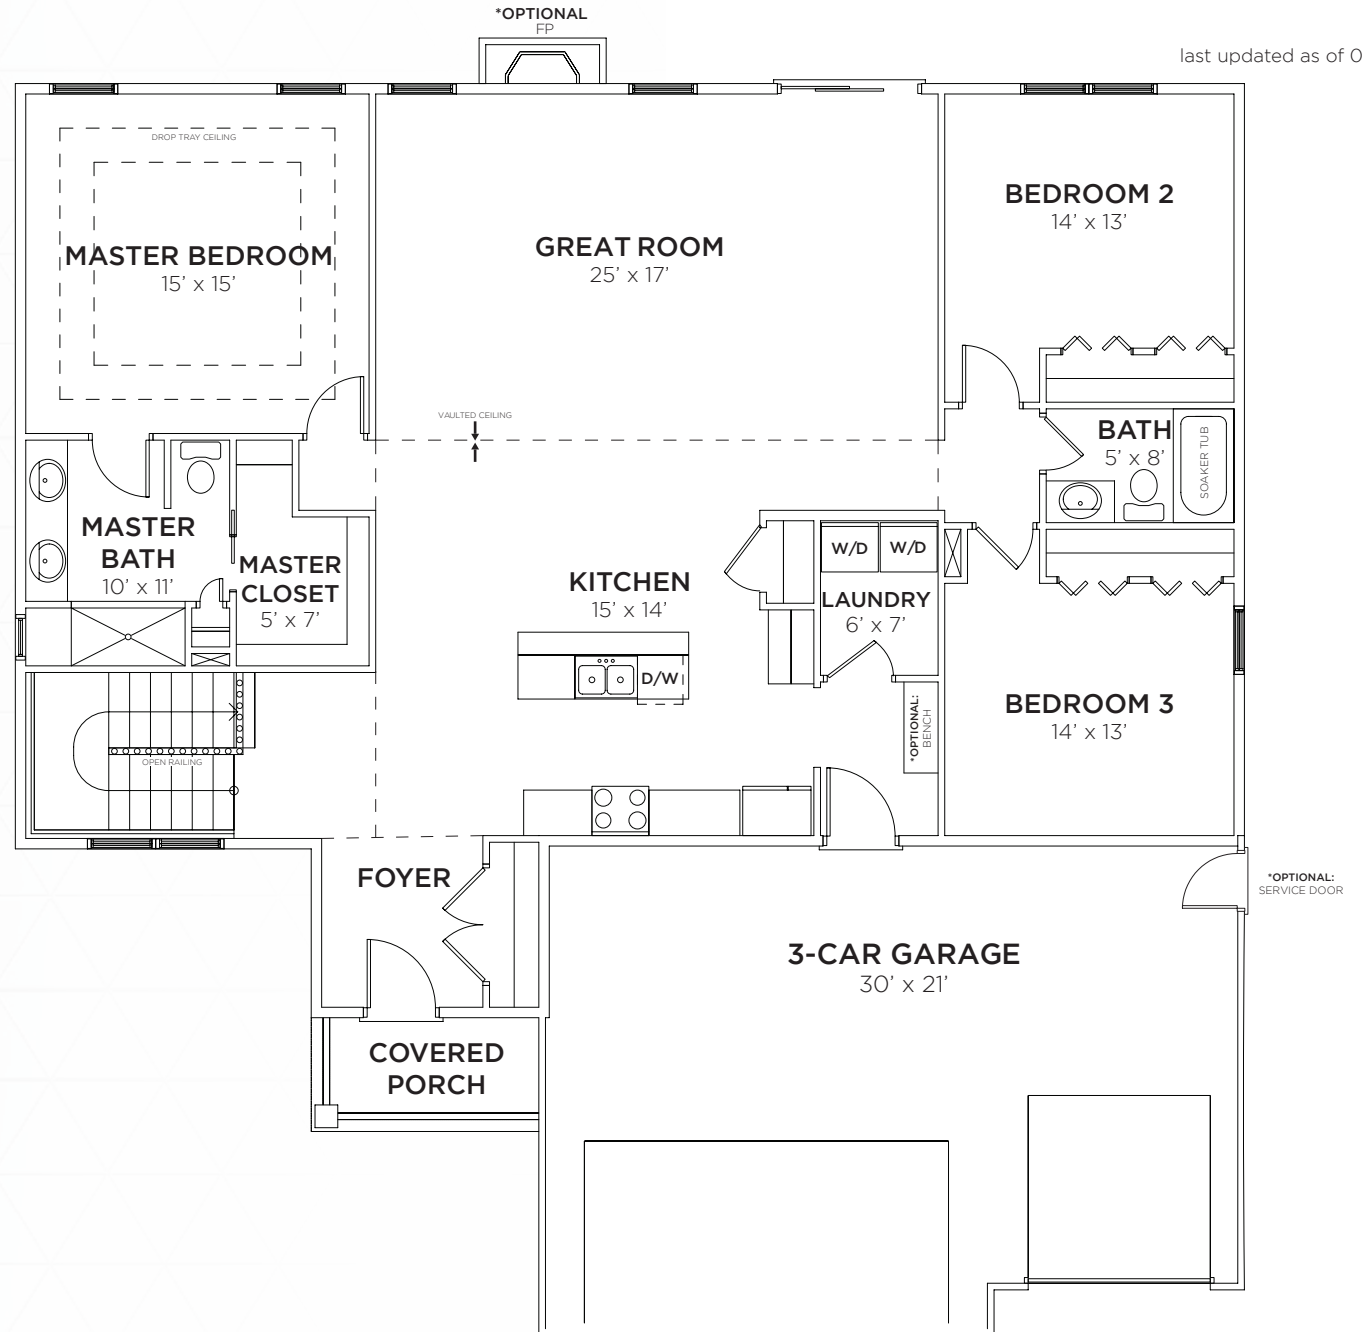 *OPTIONAL
FP
last updated as of 0
DROP TRAY CEILING
MASTER BEDROOM
15' x 15'
GREAT ROOM
25' x 17'
BEDROOM 2
14' x 13'
VAULTED CEILING
BATH
5' x 8'
SOAKER TUB
MASTER
BATH
10' x 11'
MASTER
CLOSET
5' x 7'
KITCHEN
15' x 14'
W/D
W/D
LAUNDRY
6' x 7'
D/W
*OPTIONAL:
BENCH
BEDROOM 3
14' x 13'
OPEN RAILING
FOYER
*OPTIONAL:
SERVICE DOOR
3-CAR GARAGE
30' x 21'
COVERED
PORCH